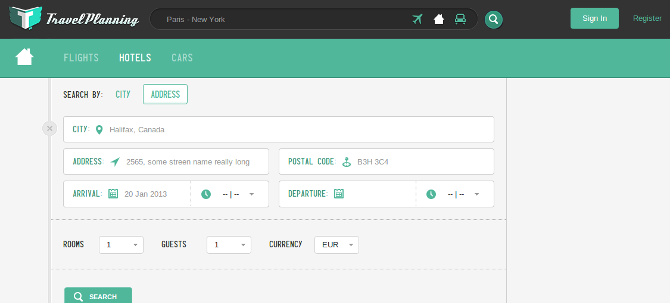 TravelPlanning
Paris - New York
Sign In
Register
FLIGHTS HOTELS CARS
SEARCH BY: CITY ADDRESS
CITY: Halifax, Canada
ADDRESS 2565, some streen name really long
POSTAL CODE B3H 3C4
ARRIVAL: 20 Jan 2013 -- | --
DEPARTURE: -- | --
ROOMS 1 GUESTS 1 CURRENCY EUR
SEARCH